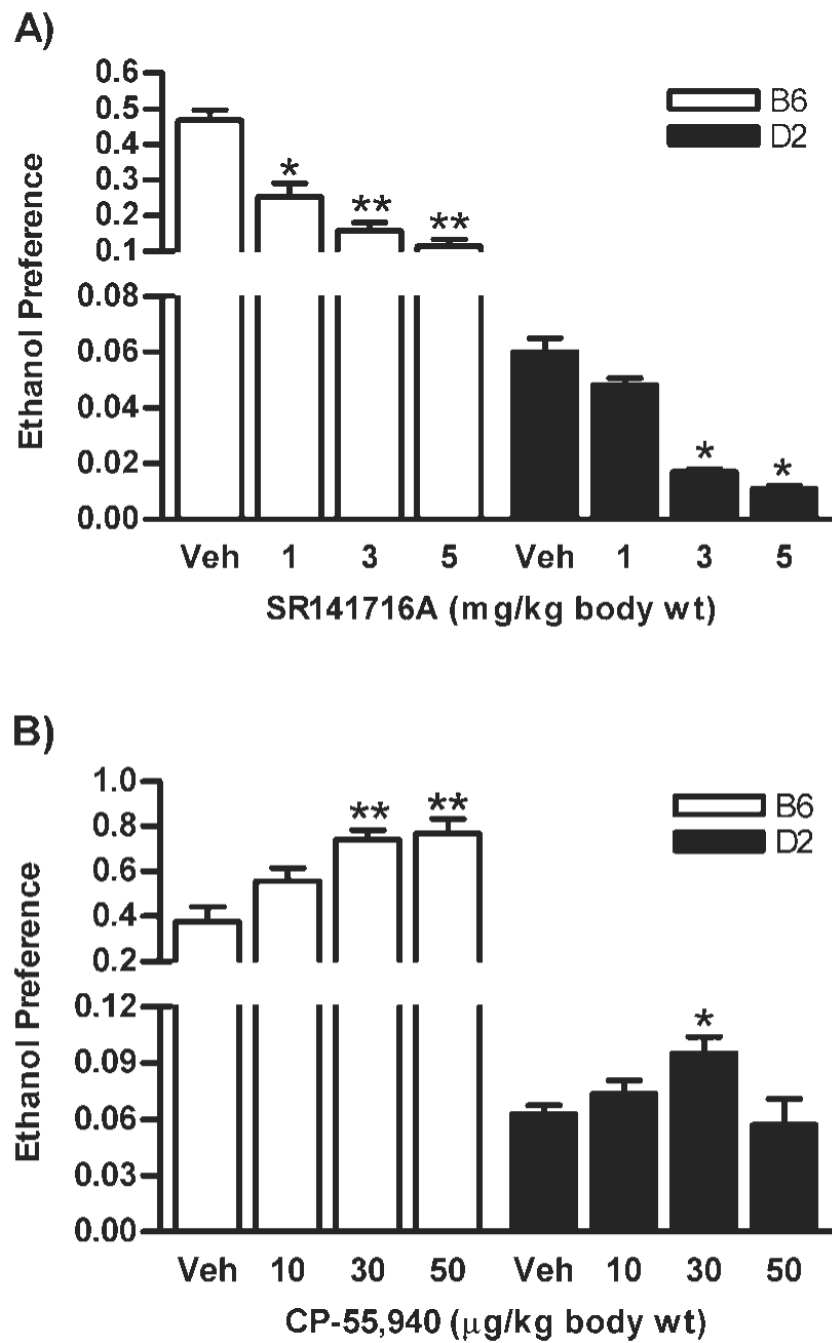 A)
Ethanol Preference
0.6
0.5
0.4
0.3
0.2
0.1
0.08
0.06
0.04
0.02
0.00
B6
D2
*
**
**
*
*
Veh 1 3 5 Veh 1 3 5
SR141716A (mg/kg body wt)
B)
Ethanol Preference
1.0
0.8
0.6
0.4
0.2
0.12
0.09
0.06
0.03
0.00
B6
D2
**
**
*
Veh 10 30 50 Veh 10 30 50
CP-55,940 (μg/kg body wt)